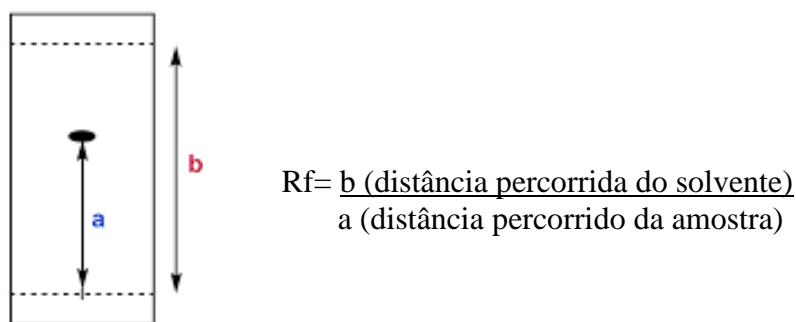 b
a
Rf= b (distância percorrida do solvente)
a (distância percorrido da amostra)